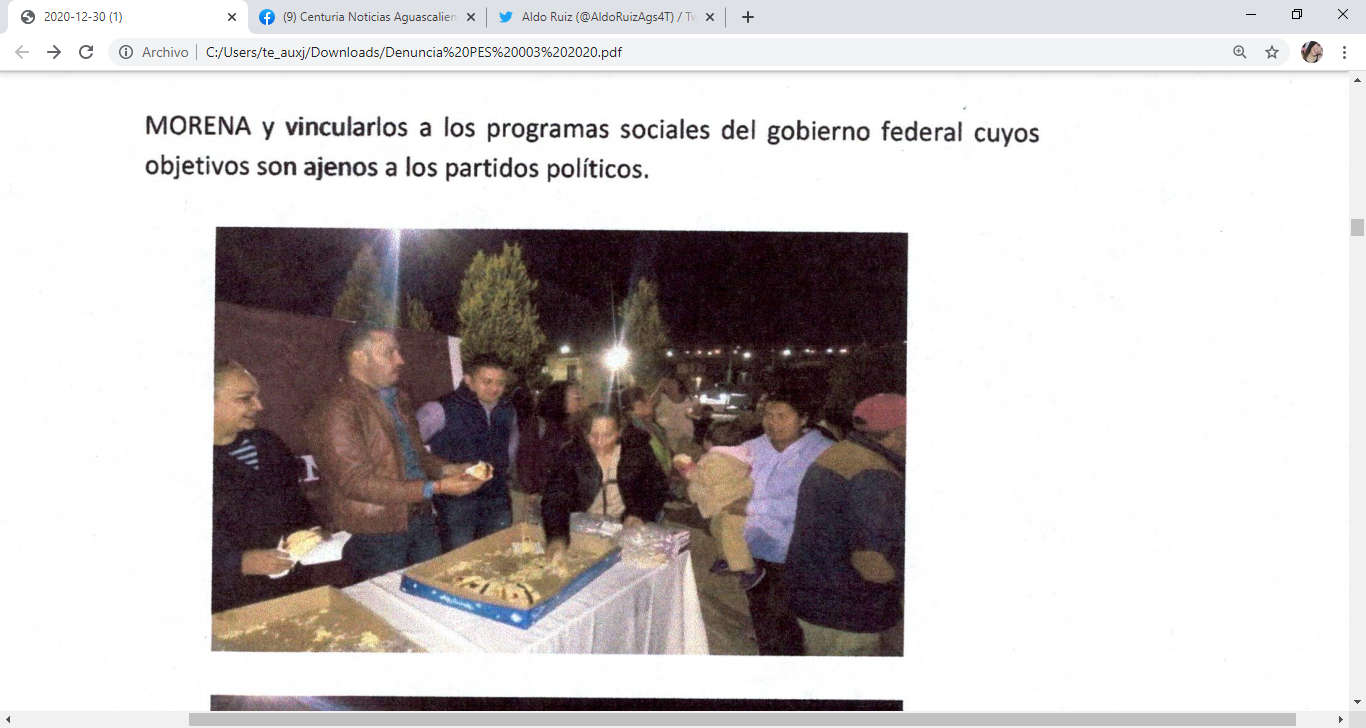 2020-12-30 (1)
(9) Centuria Noticias Aguascalien
Aldo Ruiz (@AldoRuizAgs4T) / Tw
Archivo
C:/Users/te_auxj/Downloads/Denuncia%20PES%20003%202020.pdf
MORENA y vincularlos a los programas sociales del gobierno federal cuyos
objetivos son ajenos a los partidos políticos.